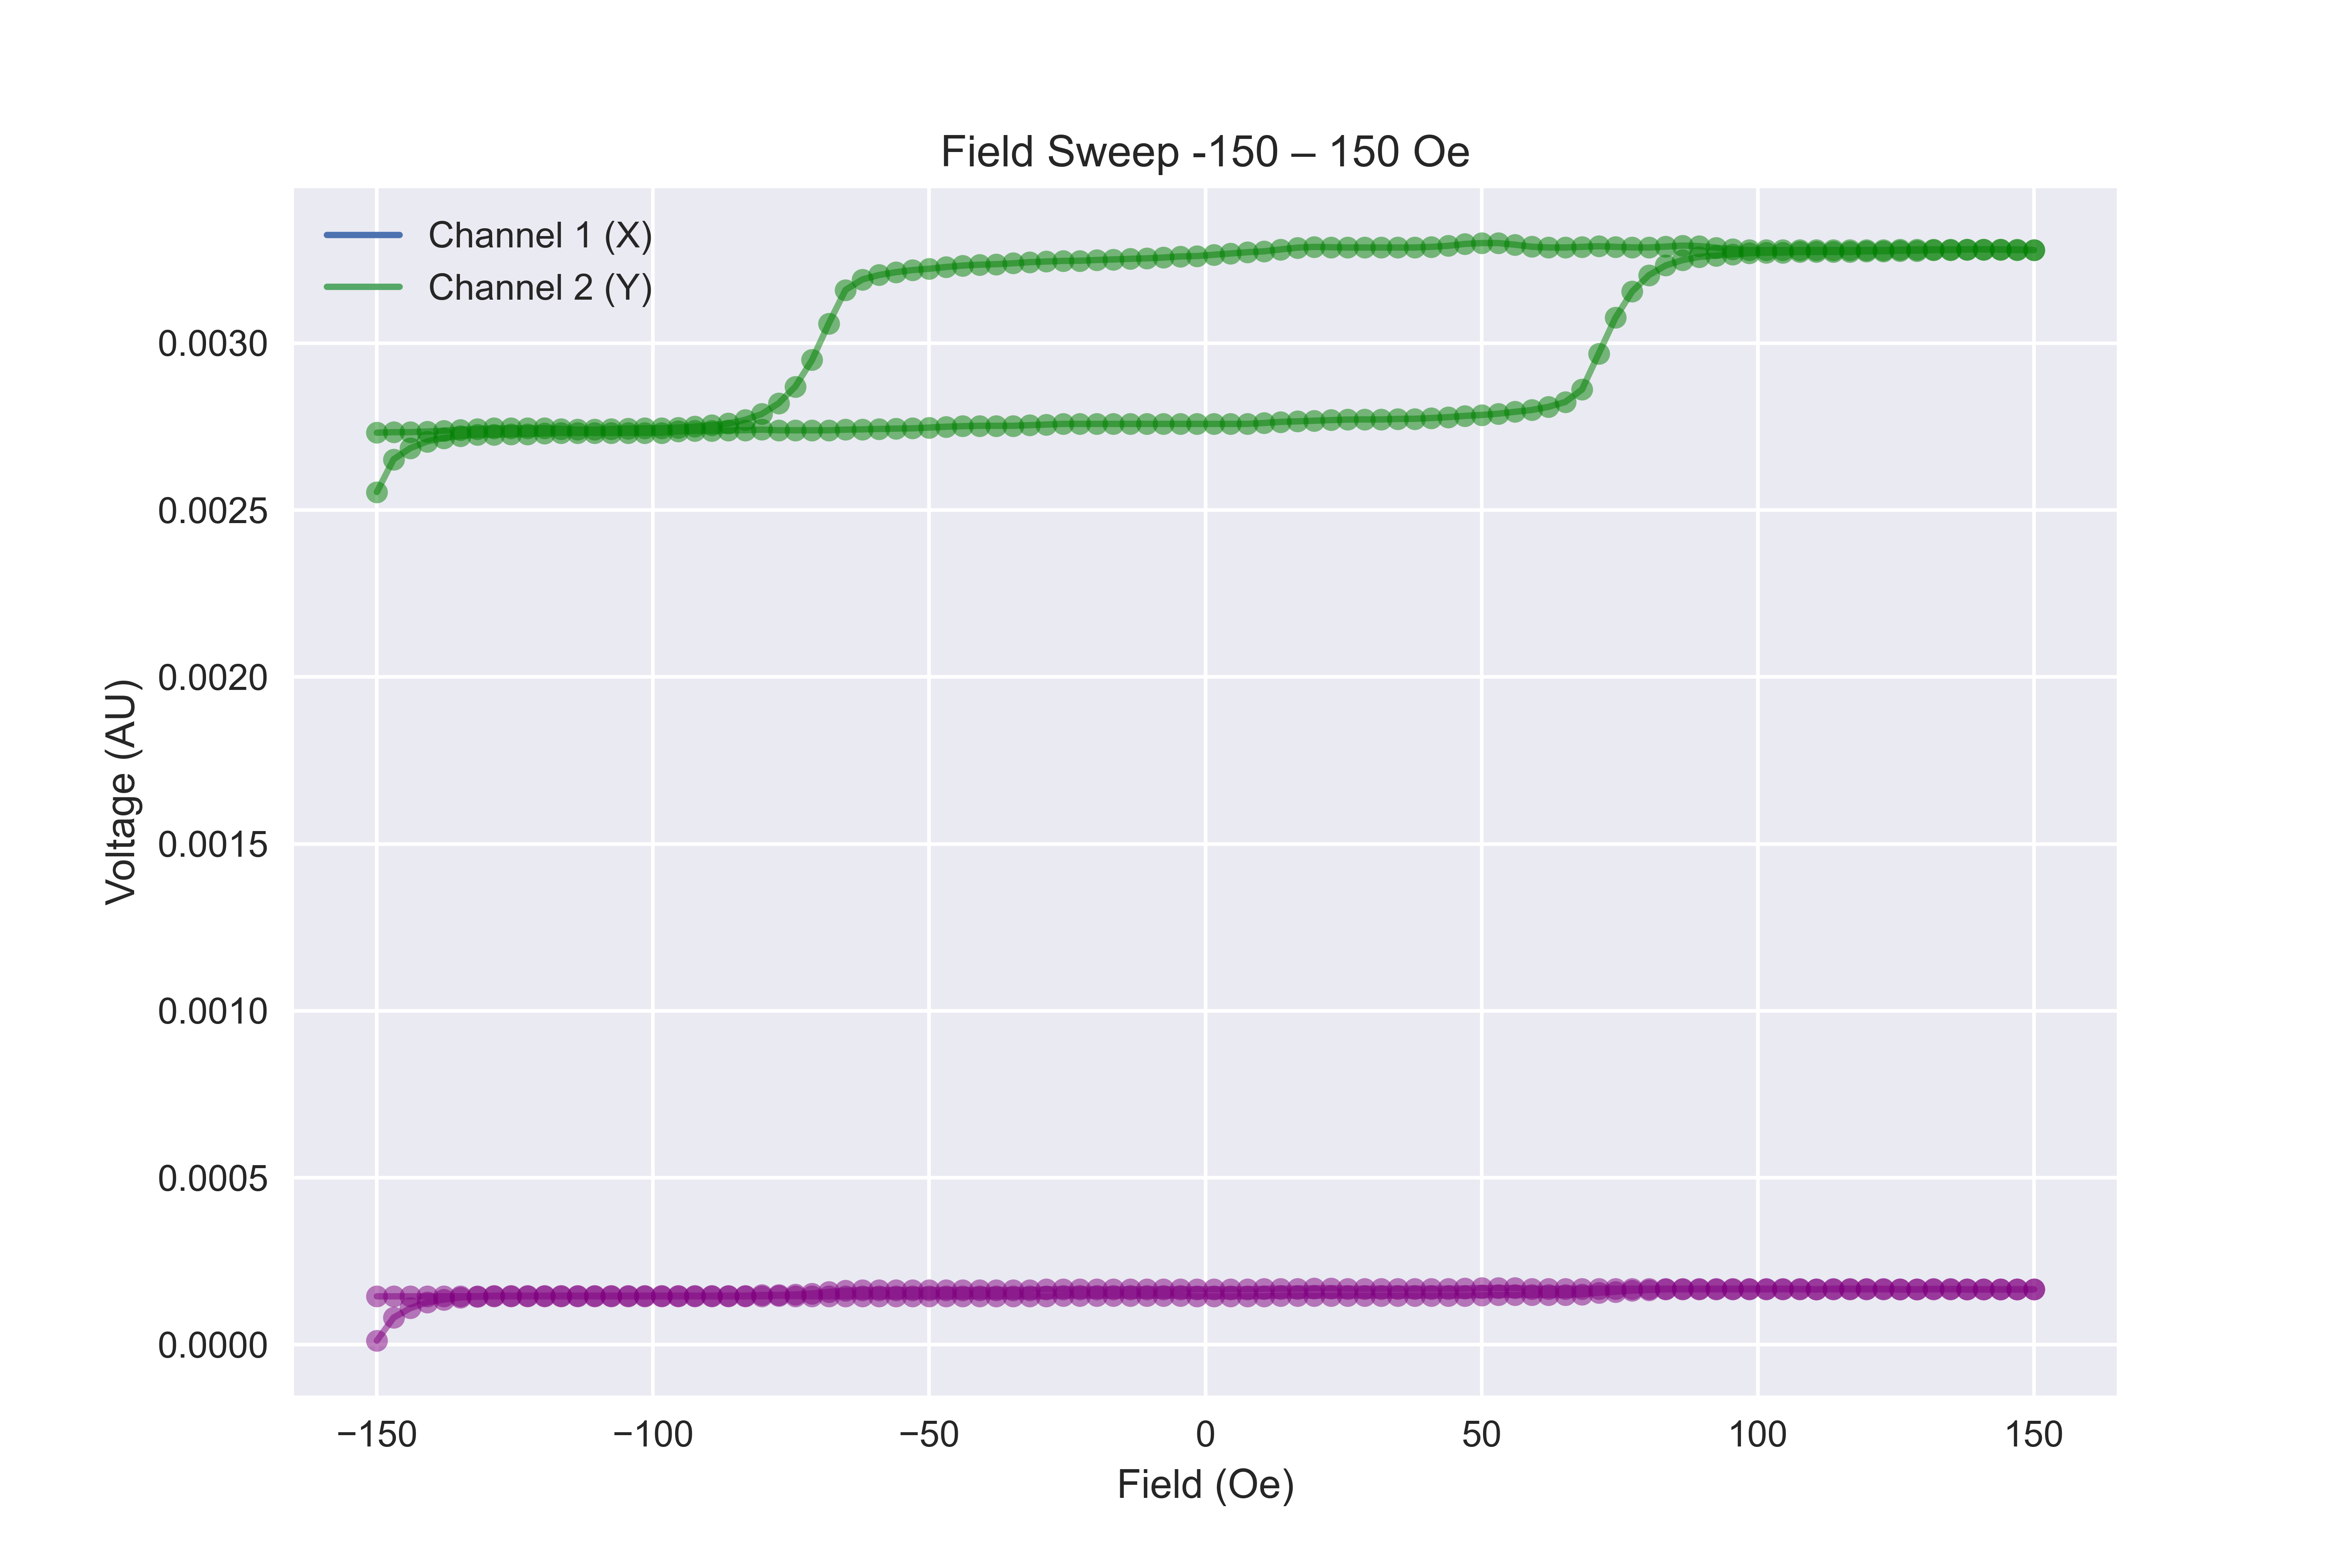 Field Sweep -150 – 150 Oe
Channel 1 (X)
Channel 2 (Y)
0.0030
0.0025
0.0020
0.0015
0.0010
0.0005
0.0000
Voltage (AU)
−150 −100 −50 0 50 100 150
Field (Oe)